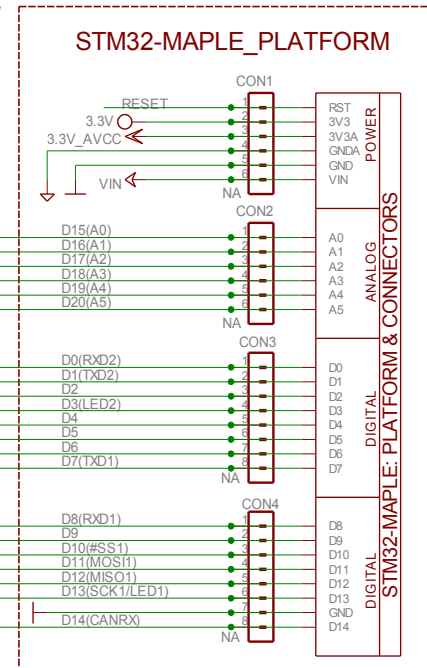 STM32-MAPLE_PLATFORM
CON1
RESET 1 RST
3.3V 2 3V3
3.3V_AVCC 3 3V3A
4 GNDA
5 GND
VIN 6 VIN
NA
POWER
CON2
D15(A0) 1 A0
D16(A1) 2 A1
D17(A2) 3 A2
D18(A3) 4 A3
D19(A4) 5 A4
D20(A5) 6 A5
NA
ANALOG
CON3
D0(RXD2) 1 D0
D1(TXD2) 2 D1
D2 3 D2
D3(LED2) 4 D3
D4 5 D4
D5 6 D5
D6 7 D6
D7(TXD1) 8 D7
NA
DIGITAL
CON4
D8(RXD1) 1 D8
D9 2 D9
D10(#SS1) 3 D10
D11(MOSI1) 4 D11
D12(MISO1) 5 D12
D13(SCK1/LED1) 6 D13
7 GND
D14(CANRX) 8 D14
NA
DIGITAL
STM32-MAPLE: PLATFORM & CONNECTORS